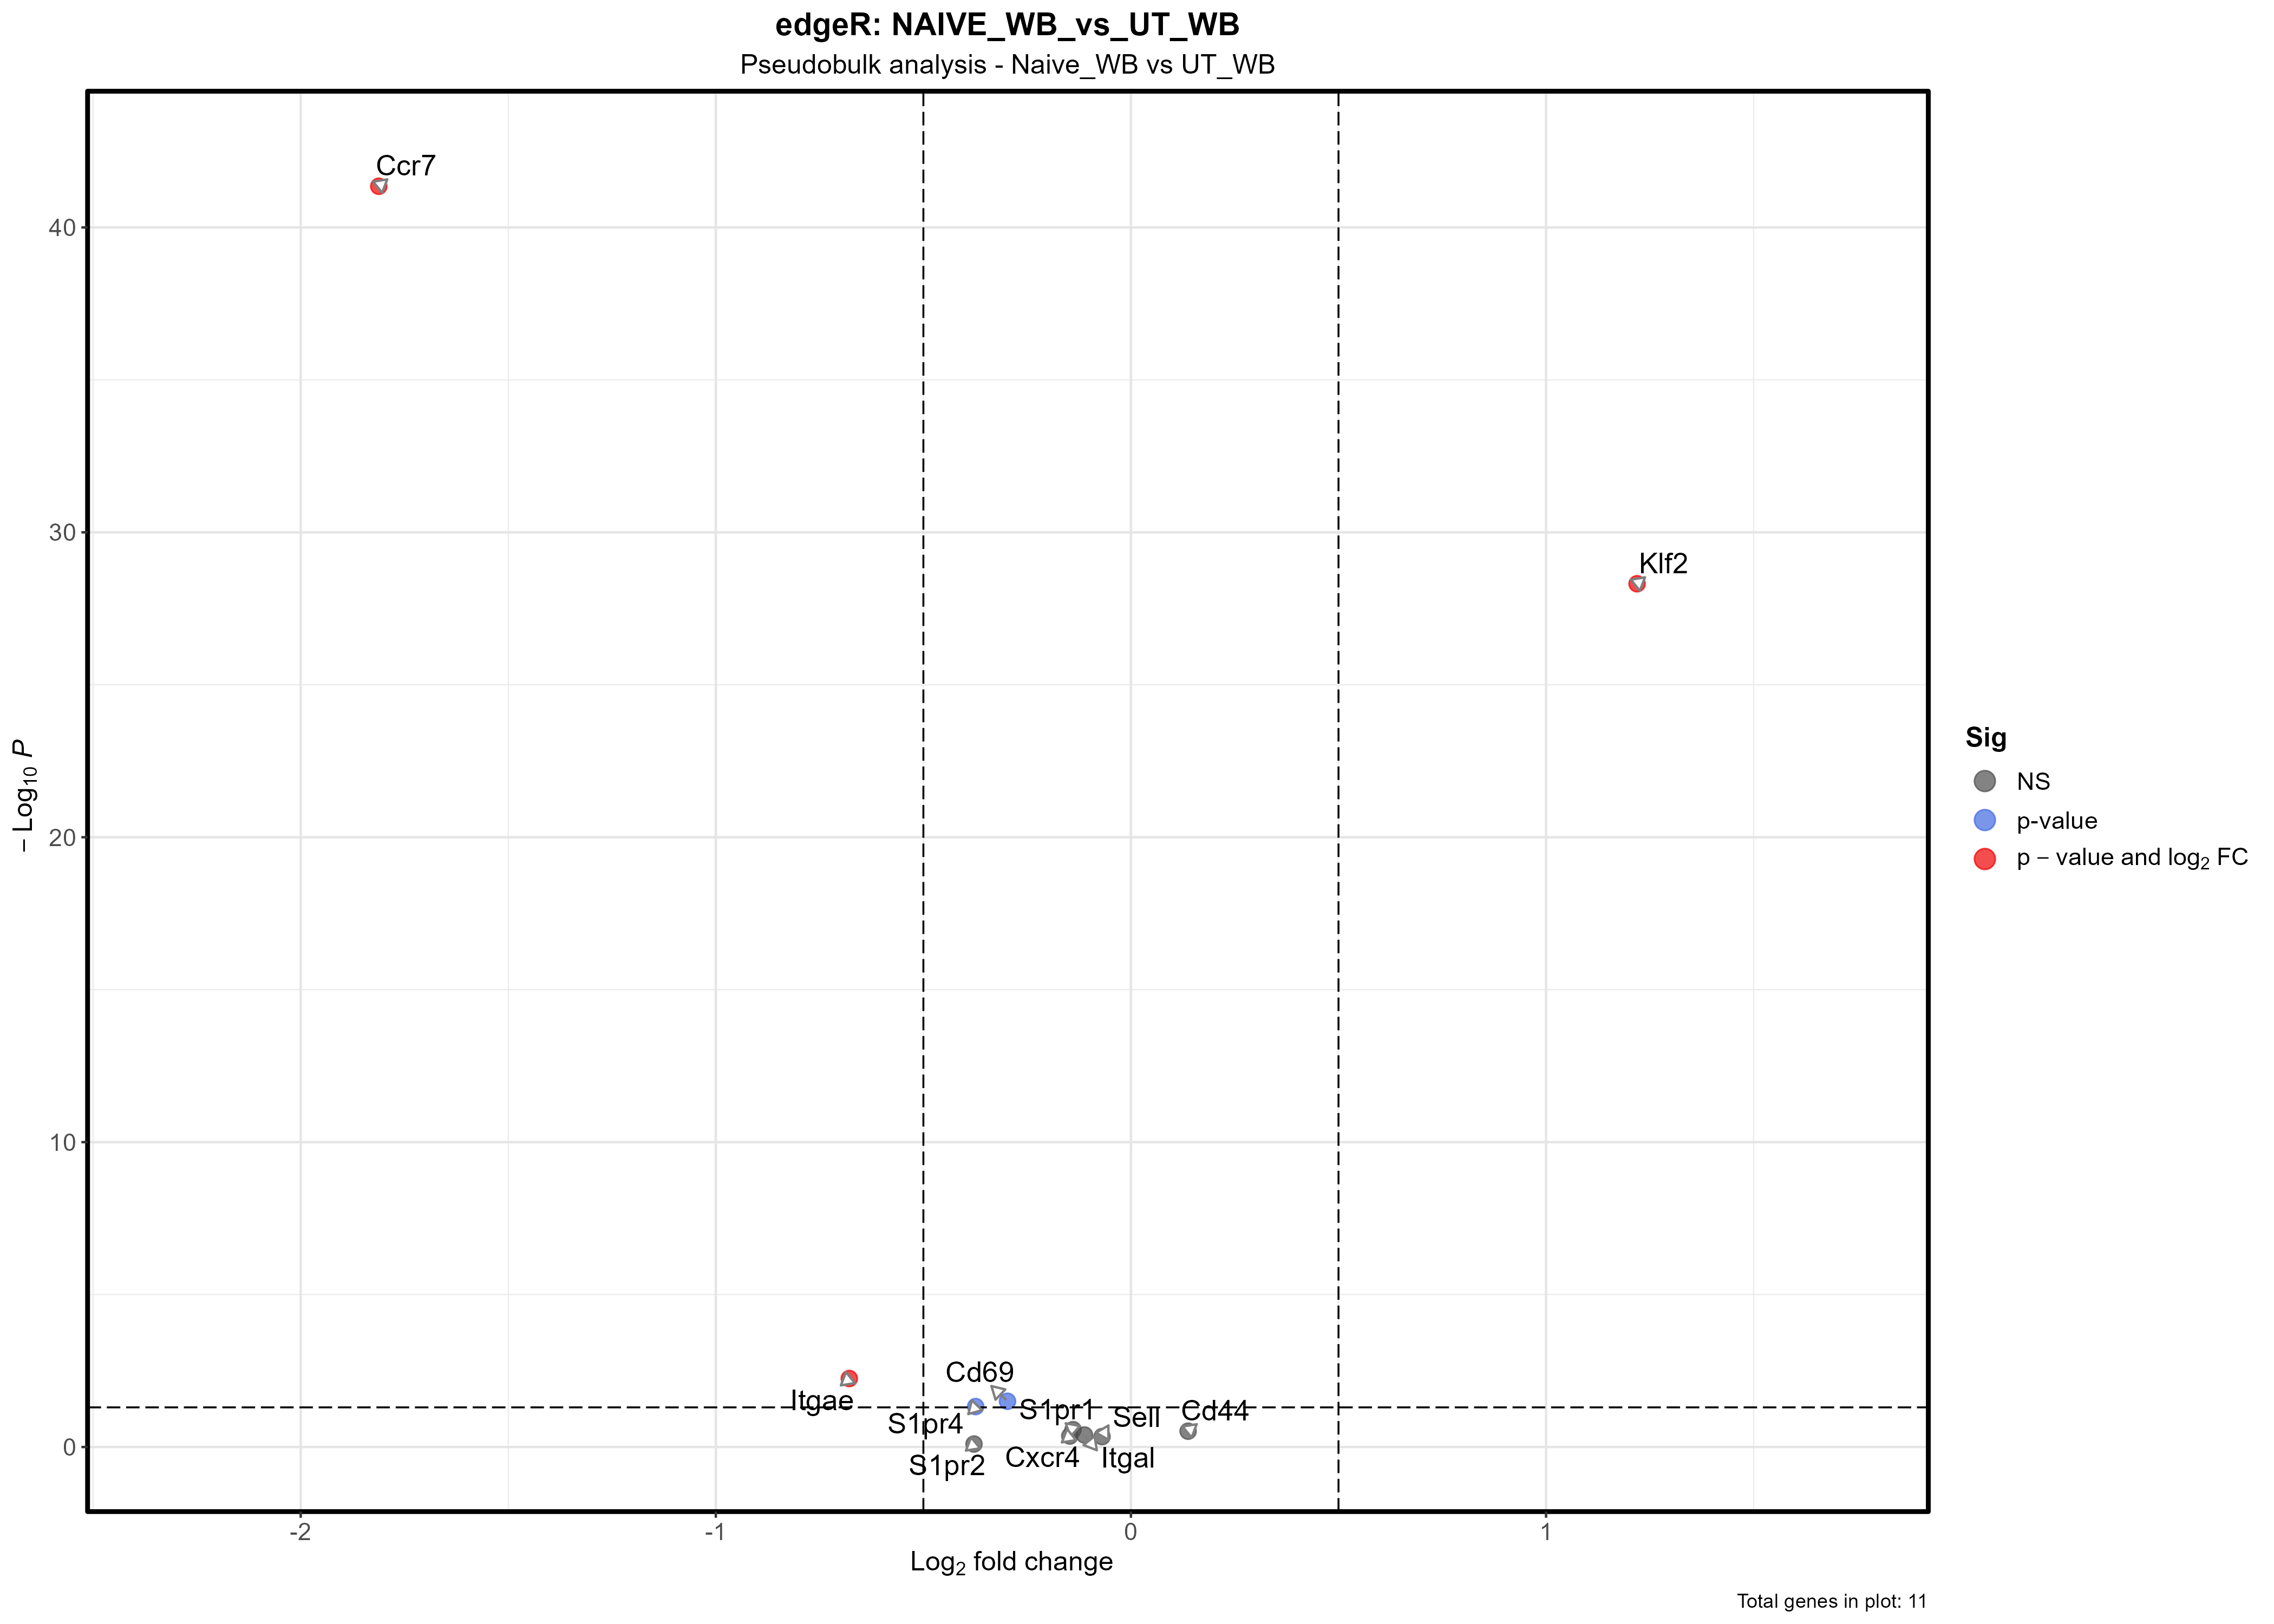 edgeR: NAIVE_WB_vs_UT_WB
Pseudobulk analysis - Naive_WB vs UT_WB
Ccr7
40
30
Klf2
− Log10 P
20
Sig
NS
p-value
p − value and log2 FC
10
Cd69
Itgae
S1pr1
Sell
Cd44
S1pr4
0
S1pr2
Cxcr4
Itgal
-2
-1
0
1
Log2 fold change
Total genes in plot: 11